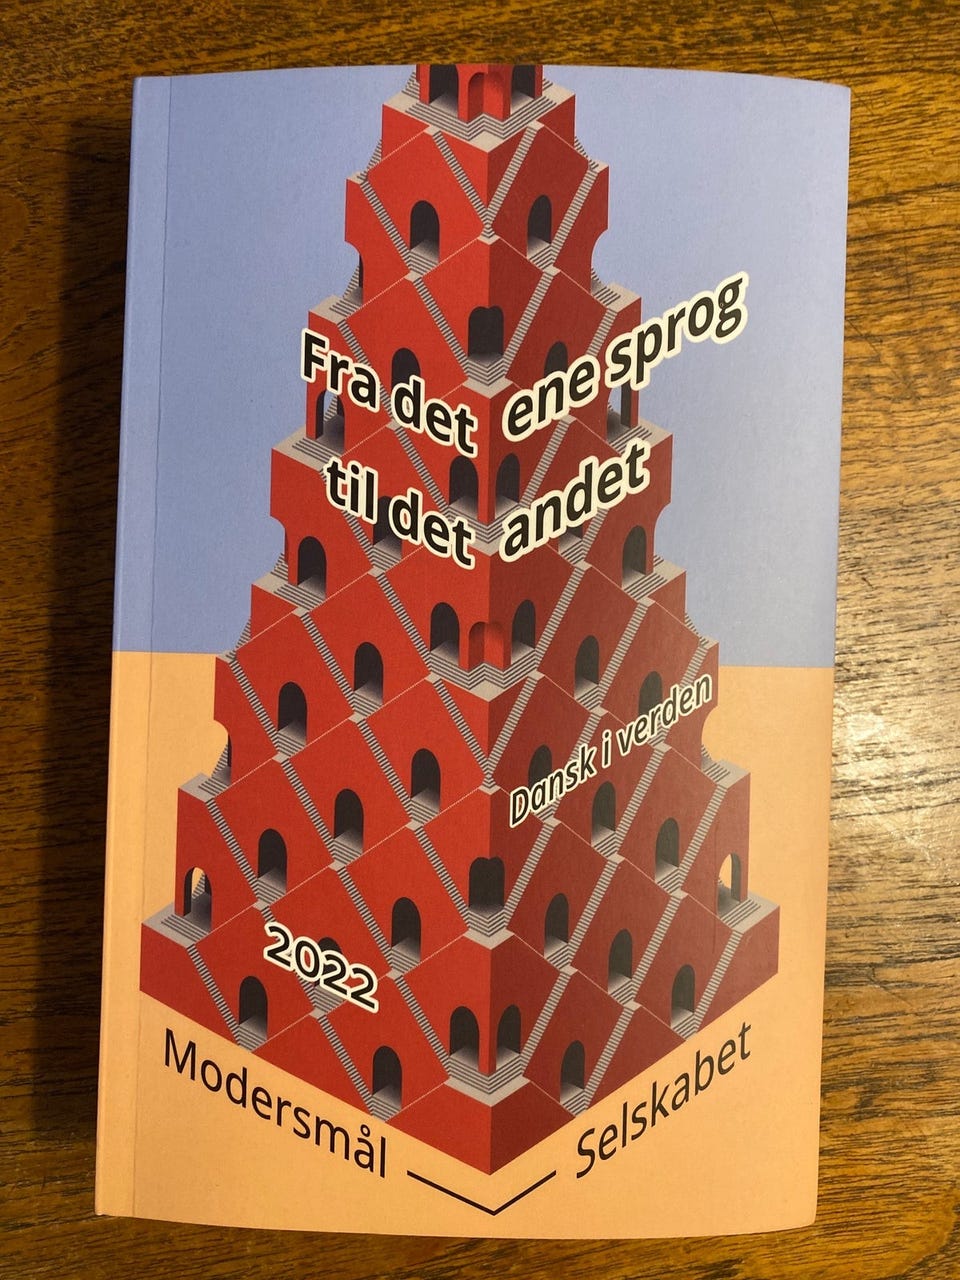 Fra det ene sprog
til det andet
Dansk i verden
2022
Modersmål Selskabet